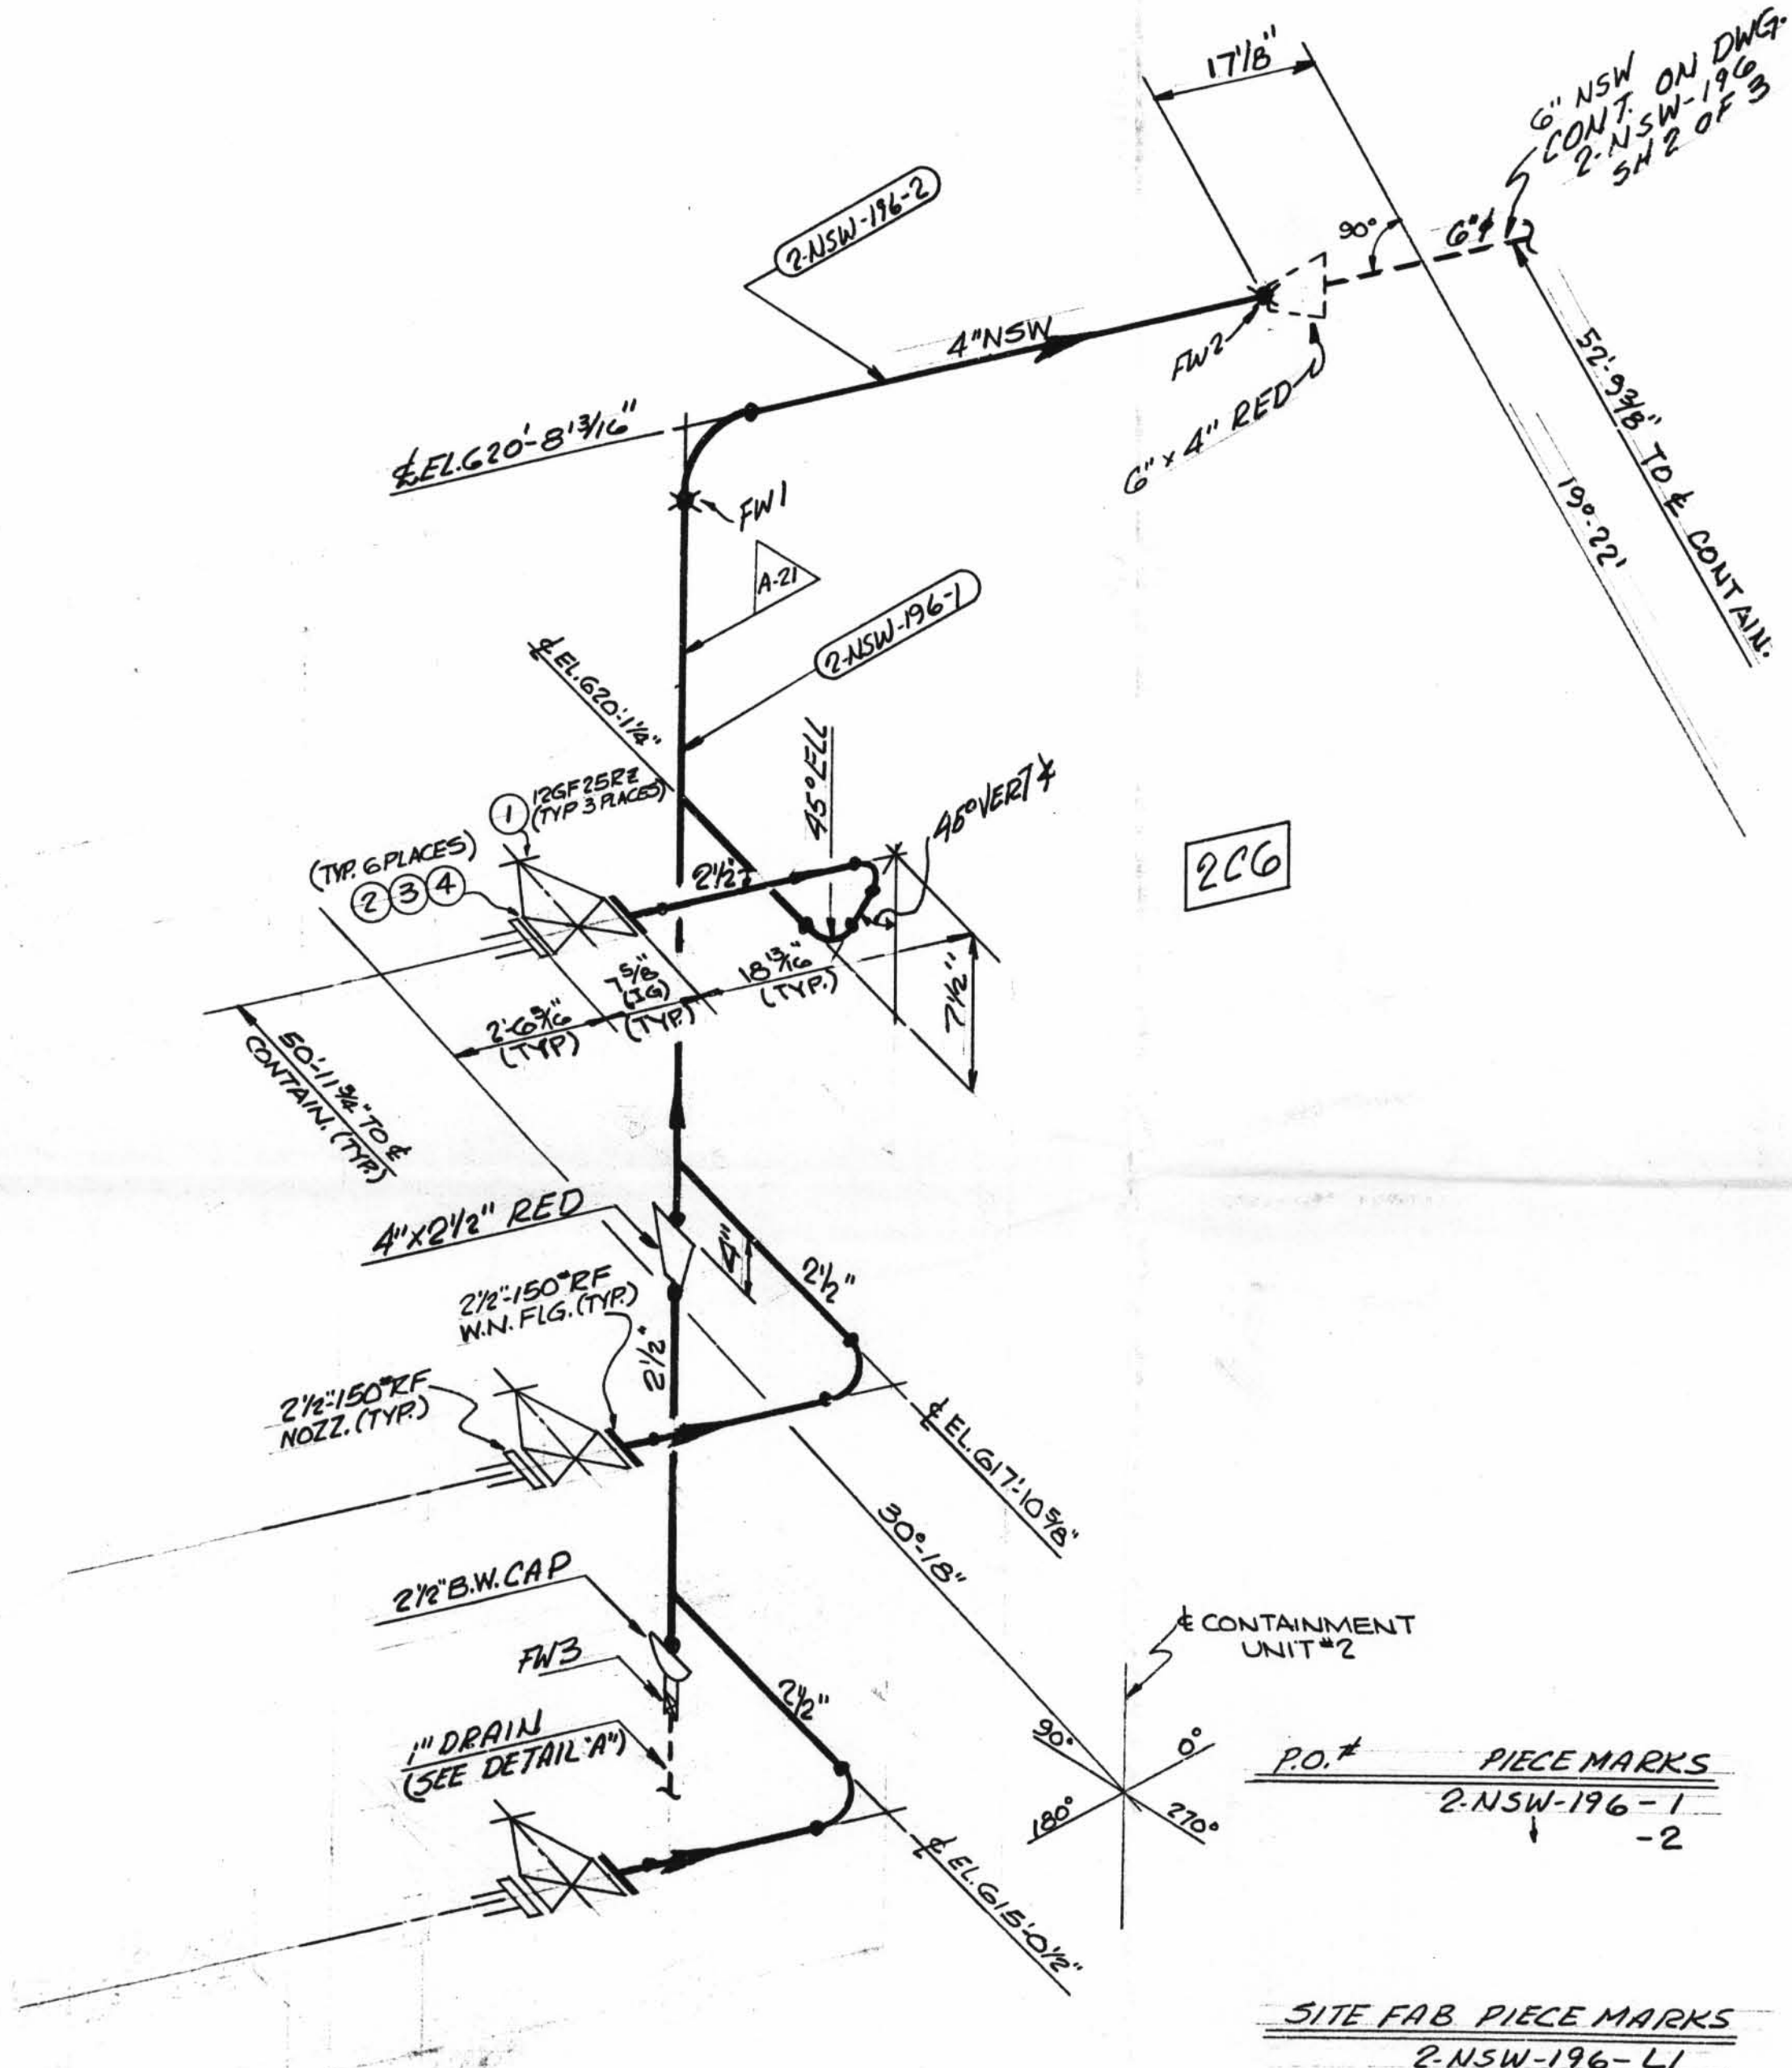 17 1/8"
6" NSW
CONT. ON DWG.
2-NSW-196
SH 2 OF 3
2-NSW-196-2
90°
6"⌀
4" NSW
FW2
6" x 4" RED
52'-9 3/8" TO ℄ CONTAIN.
19°-22'
℄ EL. 620'-8 13/16"
FW1
A-21
2-NSW-196-1
℄ EL. 620'-1 1/4"
45° ELL
45° VERT ∡
2C6
1
12GF25RZ
(TYP 3 PLACES)
(TYP. 6 PLACES)
2 3 4
2 1/2"
7 5/8"
(IG)
(TYP.)
18 13/16"
(TYP.)
7 1/2"
(TYP)
50'-11 3/4" TO ℄
CONTAIN. (TYP.)
4" X 2 1/2" RED
4"
2 1/2"
2 1/2"-150# RF
W.N. FLG. (TYP.)
2 1/2"
2 1/2"-150# RF
NOZZ. (TYP.)
℄ EL. 617'-10 5/8"
30°-18"
2 1/2" B.W. CAP
FW3
2 1/2"
1" DRAIN
(SEE DETAIL "A")
℄ CONTAINMENT
UNIT #2
90°
0°
180°
270°
℄ EL. 615'-0 1/2"
P.O. # PIECE MARKS
2-NSW-196-1
-2
SITE FAB PIECE MARKS
2-NSW-196-L1